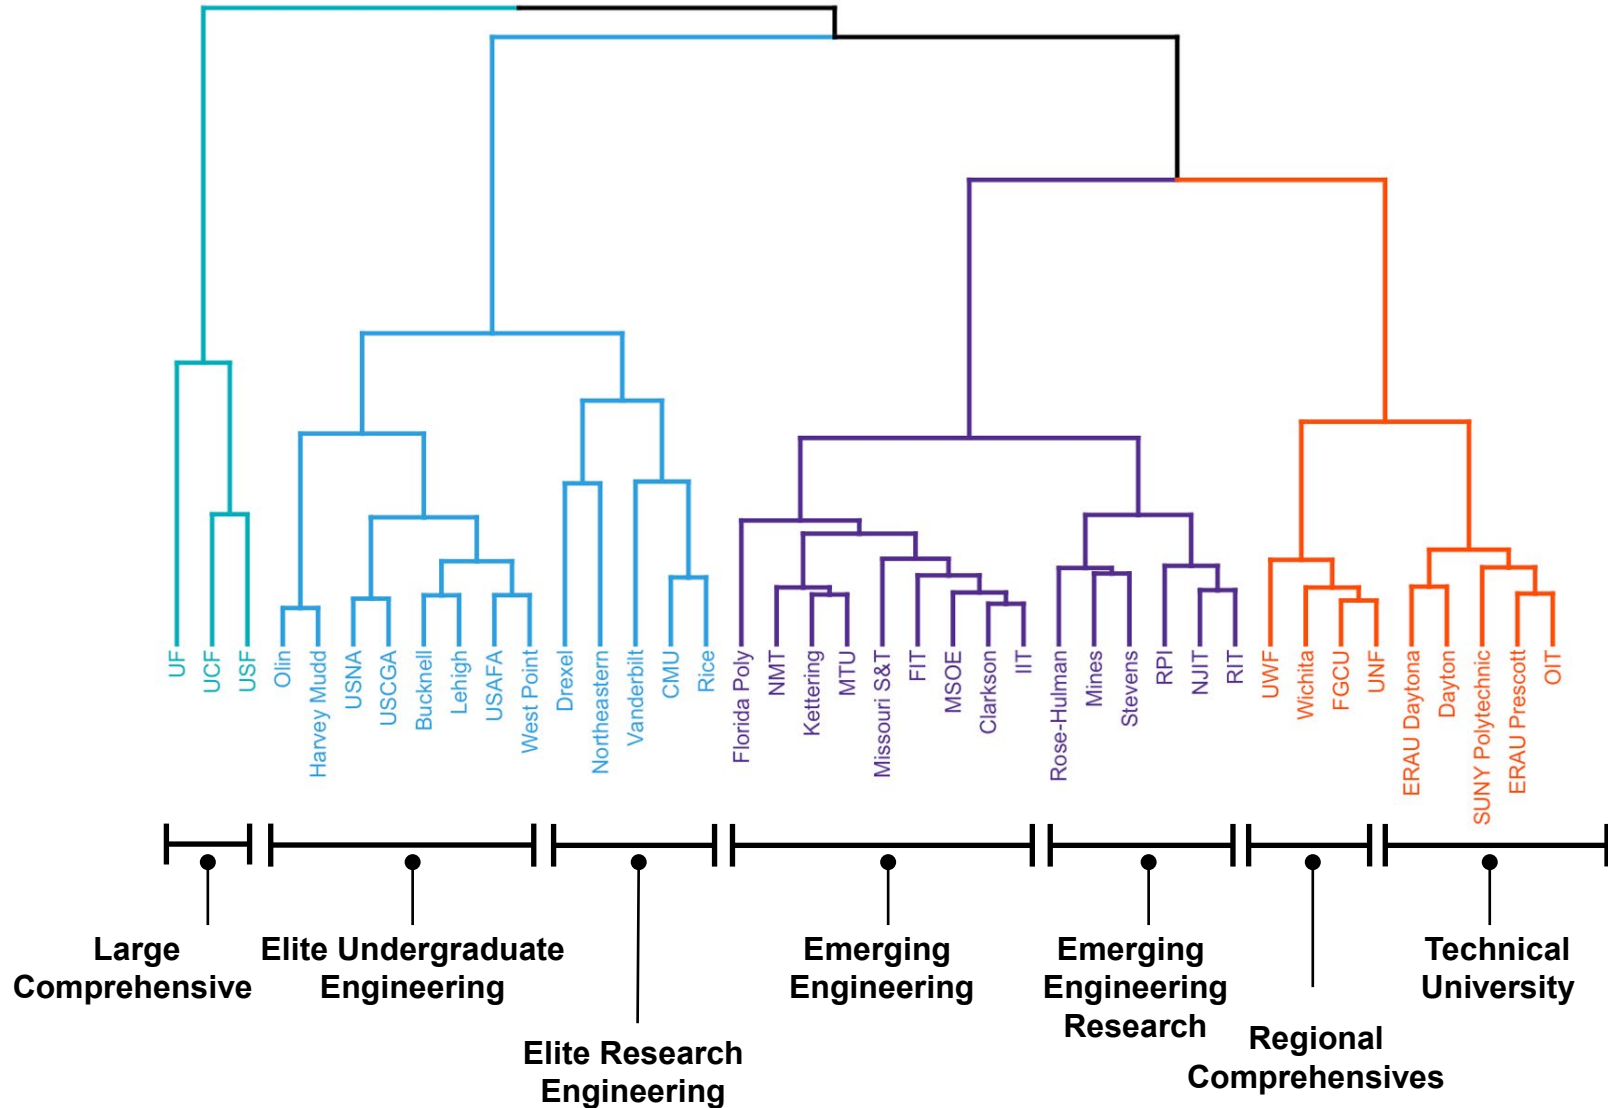 UF
UCF
USF
Olin
Harvey Mudd
USNA
USCGA
Bucknell
Lehigh
USAFA
West Point
Drexel
Northeastern
Vanderbilt
CMU
Rice
Florida Poly
NMT
Kettering
MTU
Missouri S&T
FIT
MSOE
Clarkson
IIT
Rose-Hulman
Mines
Stevens
RPI
NJIT
RIT
UWF
Wichita
FGCU
UNF
ERAU Daytona
Dayton
SUNY Polytechnic
ERAU Prescott
OIT
Large
Comprehensive
Elite Undergraduate
Engineering
Elite Research
Engineering
Emerging
Engineering
Emerging
Engineering
Research
Regional
Comprehensives
Technical
University